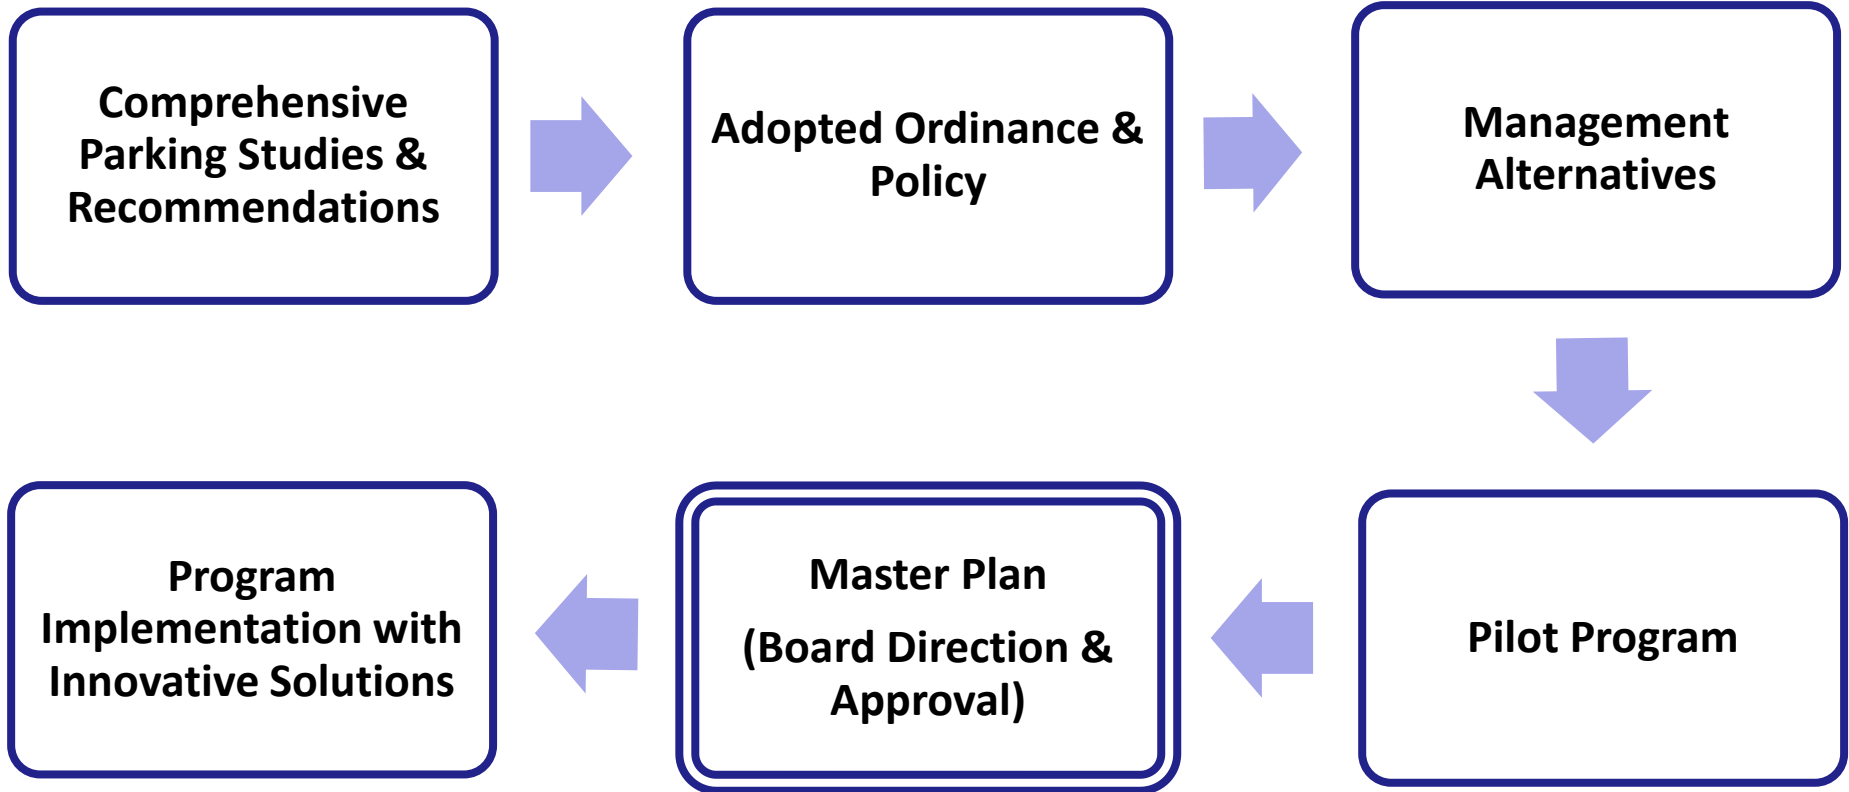 Comprehensive
Parking Studies &
Recommendations
Adopted Ordinance &
Policy
Management
Alternatives
Pilot Program
Master Plan
(Board Direction &
Approval)
Program
Implementation with
Innovative Solutions